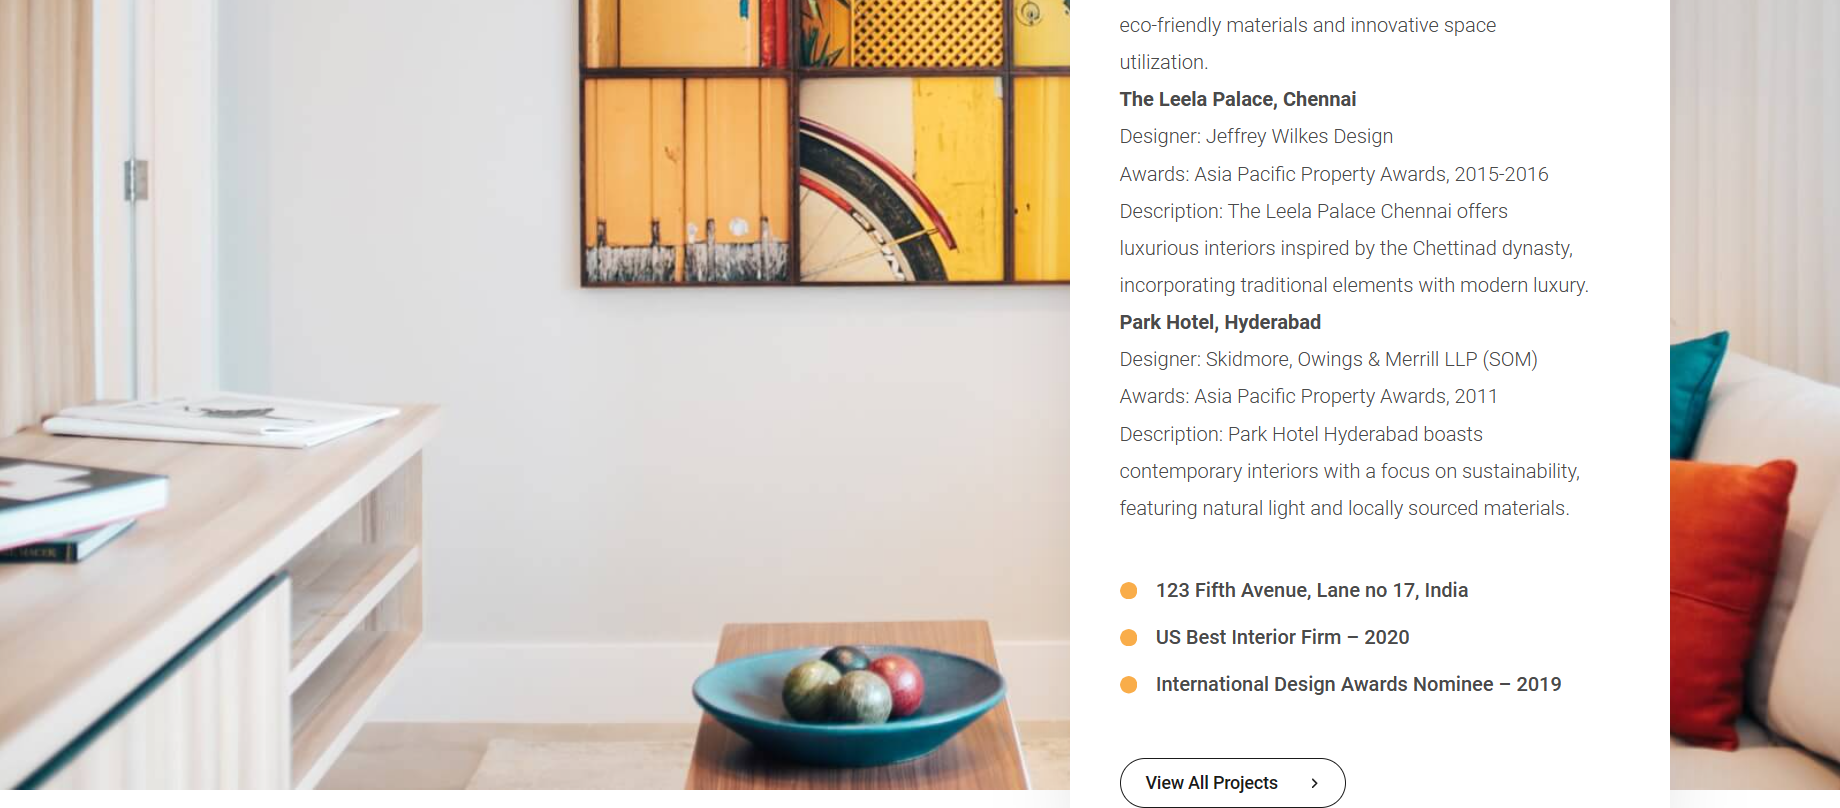 eco-friendly materials and innovative space
utilization.
The Leela Palace, Chennai
Designer: Jeffrey Wilkes Design
Awards: Asia Pacific Property Awards, 2015-2016
Description: The Leela Palace Chennai offers
luxurious interiors inspired by the Chettinad dynasty,
incorporating traditional elements with modern luxury.
Park Hotel, Hyderabad
Designer: Skidmore, Owings & Merrill LLP (SOM)
Awards: Asia Pacific Property Awards, 2011
Description: Park Hotel Hyderabad boasts
contemporary interiors with a focus on sustainability,
featuring natural light and locally sourced materials.
123 Fifth Avenue, Lane no 17, India
US Best Interior Firm – 2020
International Design Awards Nominee – 2019
View All Projects